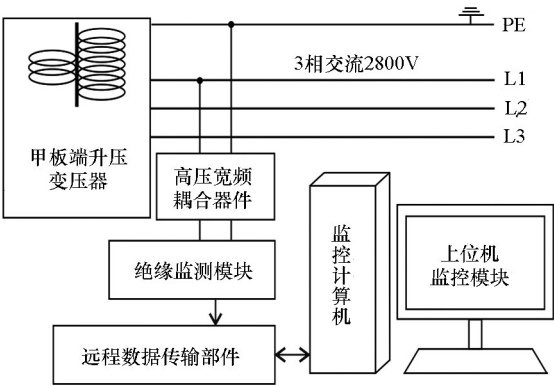 PE
3相交流2800V
L1
L2
L3
甲板端升压
变压器
高压宽频
耦合器件
绝缘监测模块
远程数据传输部件
监控计算机
上位机
监控模块